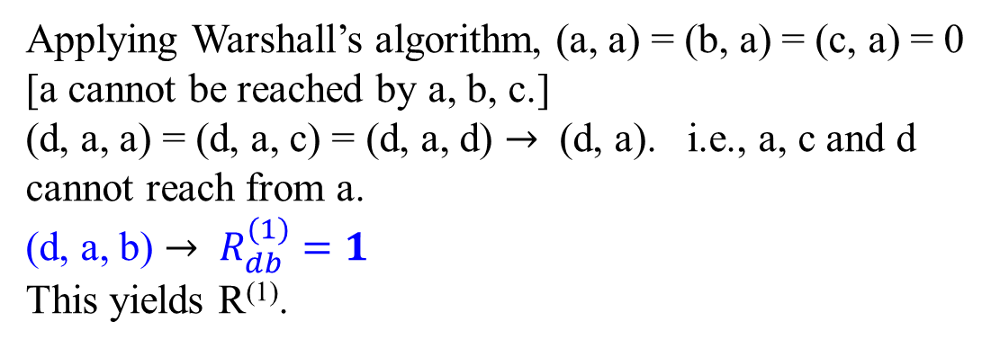 Applying Warshall’s algorithm, (a, a) = (b, a) = (c, a) = 0
[a cannot be reached by a, b, c.]
(d, a, a) = (d, a, c) = (d, a, d) → (d, a). i.e., a, c and d
cannot reach from a.
(d, a, b) → R_{db}^{(1)} = 1
This yields R^{(1)}.